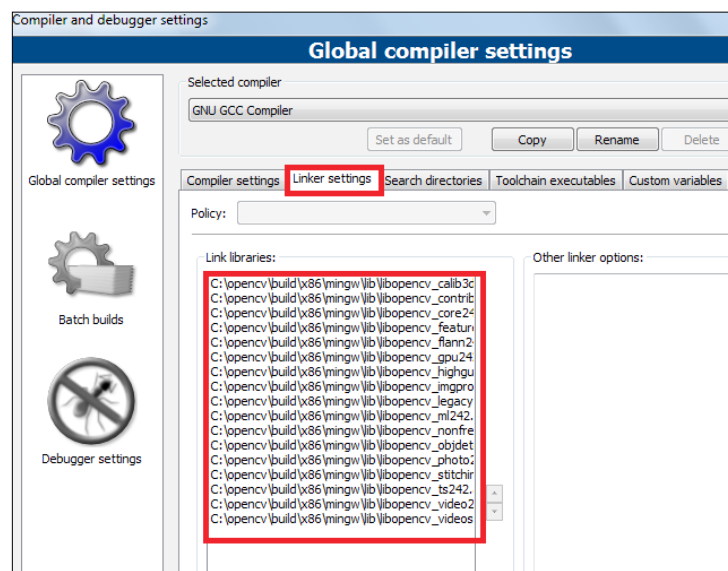 Compiler and debugger settings
Global compiler settings
Selected compiler
GNU GCC Compiler
Set as default
Copy
Rename
Delete
Global compiler settings
Compiler settings
Linker settings
Search directories
Toolchain executables
Custom variables
Policy:
Link libraries:
Other linker options:
C:\opencv\build\x86\mingw\lib\libopencv_calib3d
C:\opencv\build\x86\mingw\lib\libopencv_contrib
C:\opencv\build\x86\mingw\lib\libopencv_core24
C:\opencv\build\x86\mingw\lib\libopencv_featur
C:\opencv\build\x86\mingw\lib\libopencv_flann2
C:\opencv\build\x86\mingw\lib\libopencv_gpu24
C:\opencv\build\x86\mingw\lib\libopencv_highgu
C:\opencv\build\x86\mingw\lib\libopencv_imgpro
C:\opencv\build\x86\mingw\lib\libopencv_legacy
C:\opencv\build\x86\mingw\lib\libopencv_ml242.
C:\opencv\build\x86\mingw\lib\libopencv_nonfre
C:\opencv\build\x86\mingw\lib\libopencv_objdet
C:\opencv\build\x86\mingw\lib\libopencv_photo2
C:\opencv\build\x86\mingw\lib\libopencv_stitchir
C:\opencv\build\x86\mingw\lib\libopencv_ts242.
C:\opencv\build\x86\mingw\lib\libopencv_video2
C:\opencv\build\x86\mingw\lib\libopencv_videos
Batch builds
Debugger settings